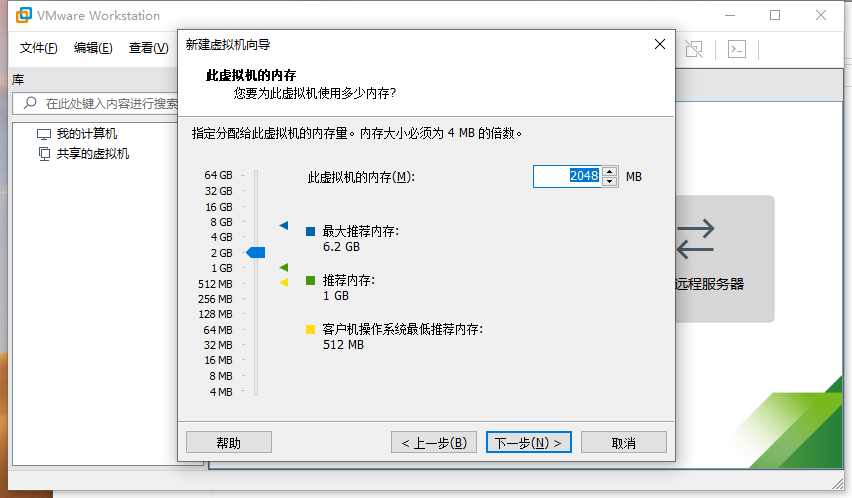 VMware Workstation
文件(F) 编辑(E) 查看(V)
库
在此处键入内容进行搜索
我的计算机
共享的虚拟机
新建虚拟机向导
此虚拟机的内存
您要为此虚拟机使用多少内存?
指定分配给此虚拟机的内存量。内存大小必须为 4 MB 的倍数。
64 GB
32 GB
16 GB
8 GB
4 GB
2 GB
1 GB
512 MB
256 MB
128 MB
64 MB
32 MB
16 MB
8 MB
4 MB
此虚拟机的内存(M): 2048 MB
最大推荐内存:
6.2 GB
推荐内存:
1 GB
客户机操作系统最低推荐内存:
512 MB
远程服务器
帮助 < 上一步(B) 下一步(N) > 取消